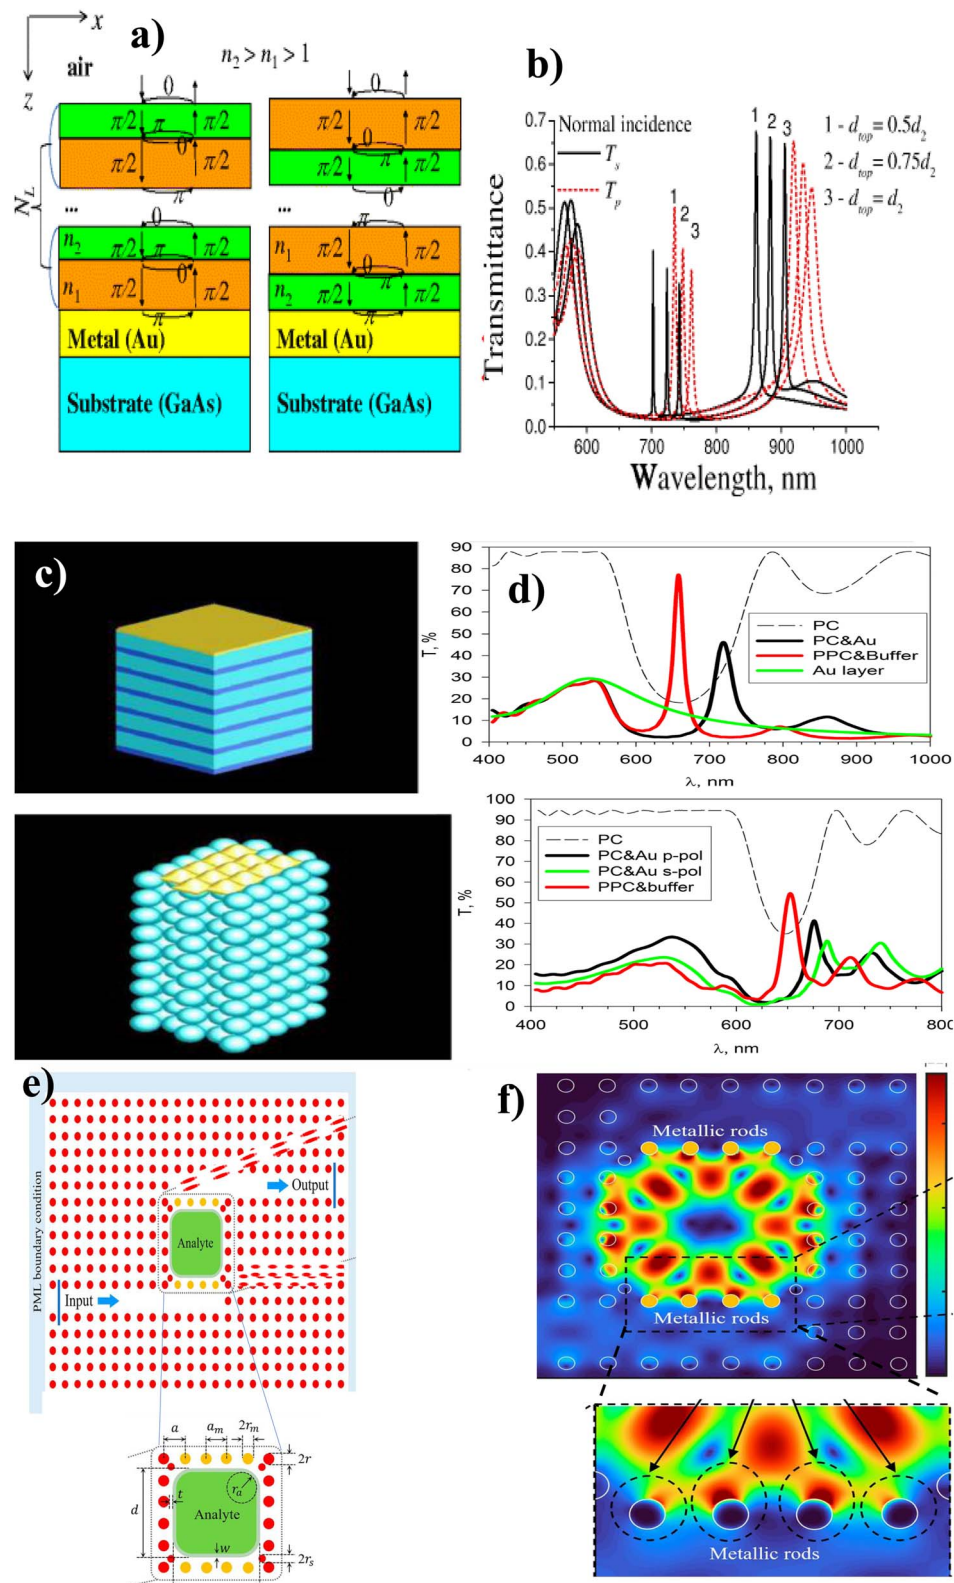 a)
x
z
air
n2 > n1 > 1
0
π/2 π π/2
0
π/2 π/2
π
...
0
n2 π/2 π/2
0
n1 π/2 π/2
π
Metal (Au)
Substrate (GaAs)
N_L
0
π/2 π/2
0
π
π/2 π/2
0
...
π
n1 π/2 π/2
0
π
n2 π/2 π/2
0
Metal (Au)
Substrate (GaAs)
b)
0.7
0.6
0.5
0.4
0.3
0.2
0.1
0.0
Transmittance
Normal incidence
T_s
T_p
1 2 3
1 2 3
1 - d_top = 0.5d_2
2 - d_top = 0.75d_2
3 - d_top = d_2
600 700 800 900 1000
Wavelength, nm
c)
d)
90
80
70
60
50
40
30
20
10
0
T, %
PC
PC&Au
PPC&Buffer
Au layer
400 500 600 700 800 900 1000
λ, nm
100
90
80
70
60
50
40
30
20
10
0
T, %
PC
PC&Au p-pol
PC&Au s-pol
PPC&buffer
400 500 600 700 800
λ, nm
e)
PML boundary condition
Output
Analyte
Input
a a_m 2r_m
2r
t
r_a
d
Analyte
w
2r_s
f)
Metallic rods
Metallic rods
Metallic rods